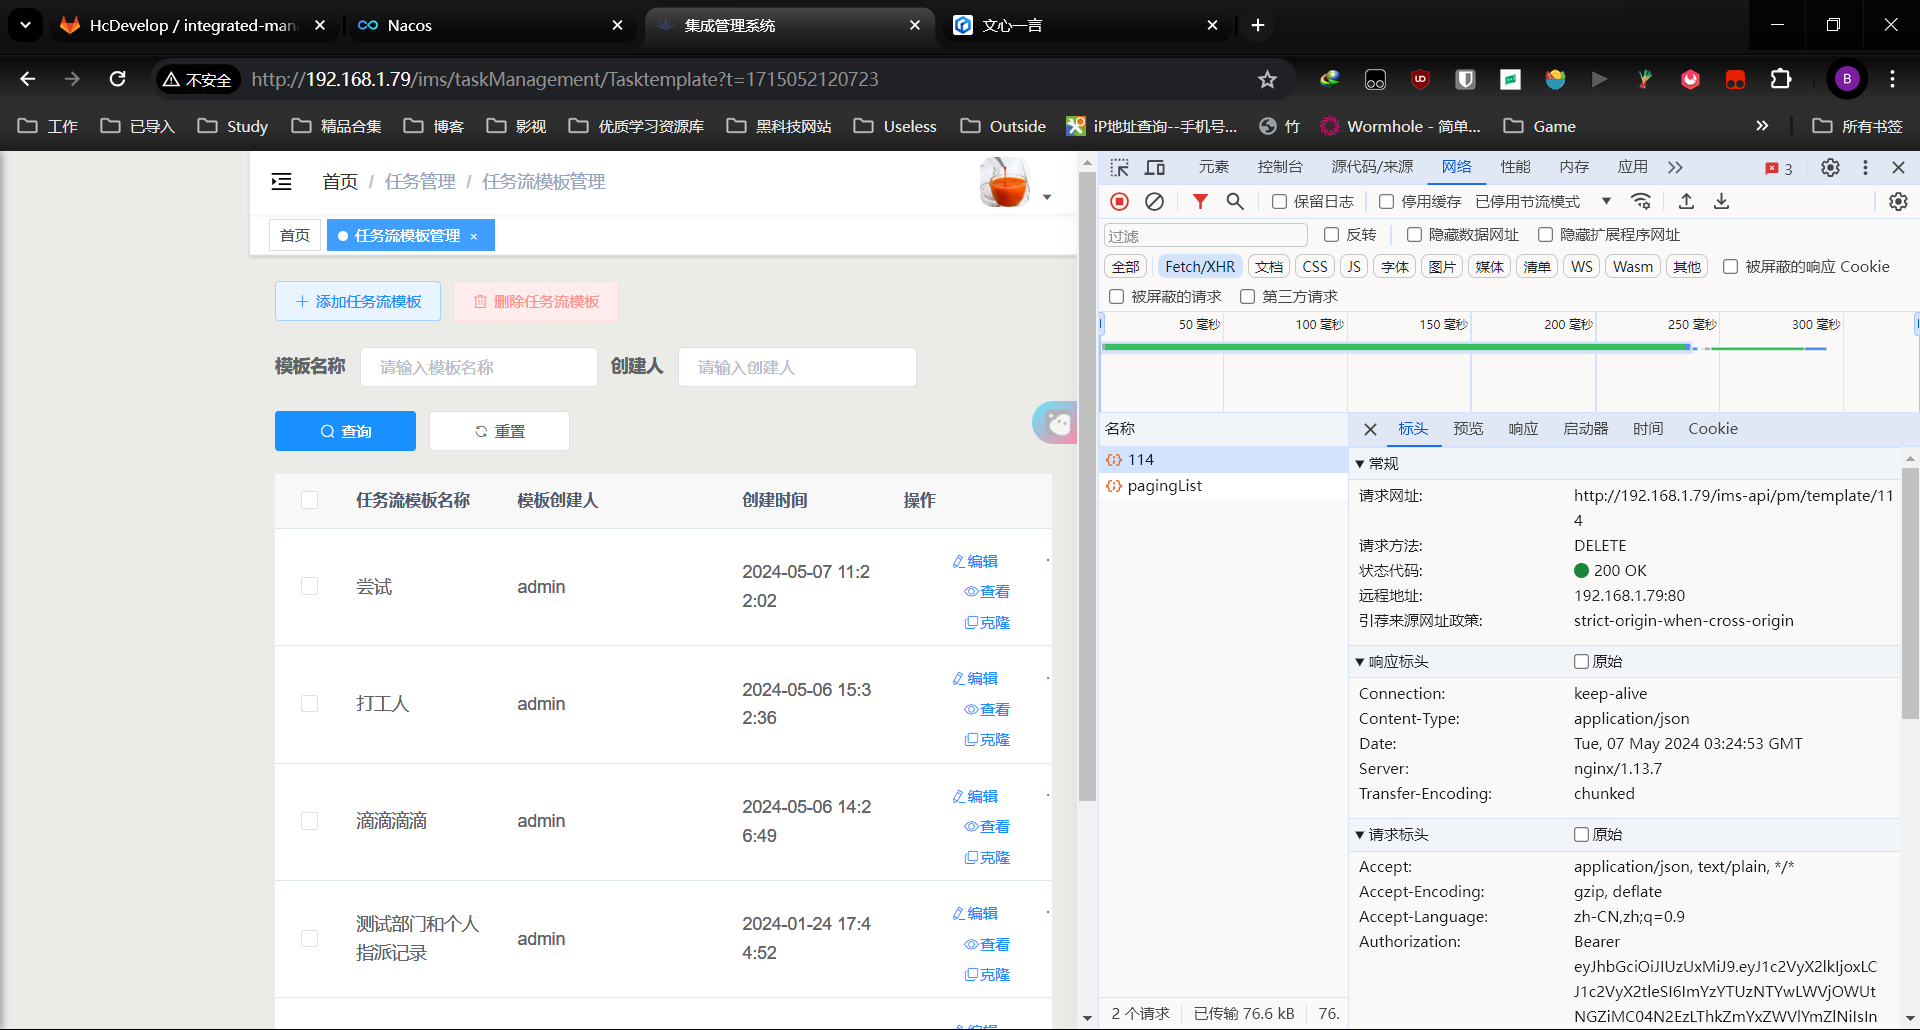 HcDevelop / integrated-man
Nacos
集成管理系统
文心一言
不安全
http://192.168.1.79/ims/taskManagement/Tasktemplate?t=1715052120723
B
工作
已导入
Study
精品合集
博客
影视
优质学习资源库
黑科技网站
Useless
Outside
iP地址查询--手机号...
竹
Wormhole - 简单...
Game
所有书签
首页 / 任务管理 / 任务流模板管理
首页
任务流模板管理 ×
+ 添加任务流模板
删除任务流模板
模板名称
请输入模板名称
创建人
请输入创建人
查询
重置
任务流模板名称 模板创建人 创建时间 操作
尝试 admin 2024-05-07 11:2
2:02
编辑
查看
克隆
打工人 admin 2024-05-06 15:3
2:36
编辑
查看
克隆
滴滴滴滴 admin 2024-05-06 14:2
6:49
编辑
查看
克隆
测试部门和个人
指派记录
admin
2024-01-24 17:4
4:52
编辑
查看
克隆
元素 控制台 源代码/来源 网络 性能 内存 应用 3
保留日志 停用缓存 已停用节流模式
过滤 反转 隐藏数据网址 隐藏扩展程序网址
全部 Fetch/XHR 文档 CSS JS 字体 图片 媒体 清单 WS Wasm 其他 被屏蔽的响应 Cookie
被屏蔽的请求 第三方请求
50 毫秒 100 毫秒 150 毫秒 200 毫秒 250 毫秒 300 毫秒
名称
114
pagingList
标头 预览 响应 启动器 时间 Cookie
常规
请求网址: http://192.168.1.79/ims-api/pm/template/11
4
请求方法: DELETE
状态代码: 200 OK
远程地址: 192.168.1.79:80
引荐来源网址政策: strict-origin-when-cross-origin
响应标头 原始
Connection: keep-alive
Content-Type: application/json
Date: Tue, 07 May 2024 03:24:53 GMT
Server: nginx/1.13.7
Transfer-Encoding: chunked
请求标头 原始
Accept: application/json, text/plain, */*
Accept-Encoding: gzip, deflate
Accept-Language: zh-CN,zh;q=0.9
Authorization: Bearer
eyJhbGciOiJIUzUxMiJ9.eyJ1c2VyX2lkIjoxLC
J1c2VyX2tleSI6ImYzYTUzNTYwLWVjOWUt
NGZiMC04N2EzLThkZmYxZWVlYmZlNiIsIn
2 个请求 已传输 76.6 kB 76.